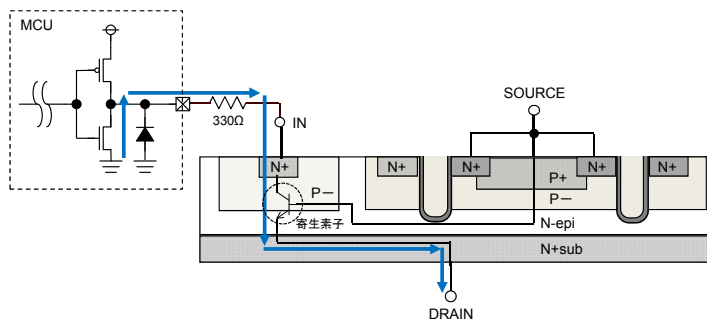 MCU
330Ω
IN
SOURCE
N+
N+
N+
N+
N+
P+
P−
P−
寄生素子
N-epi
N+sub
DRAIN